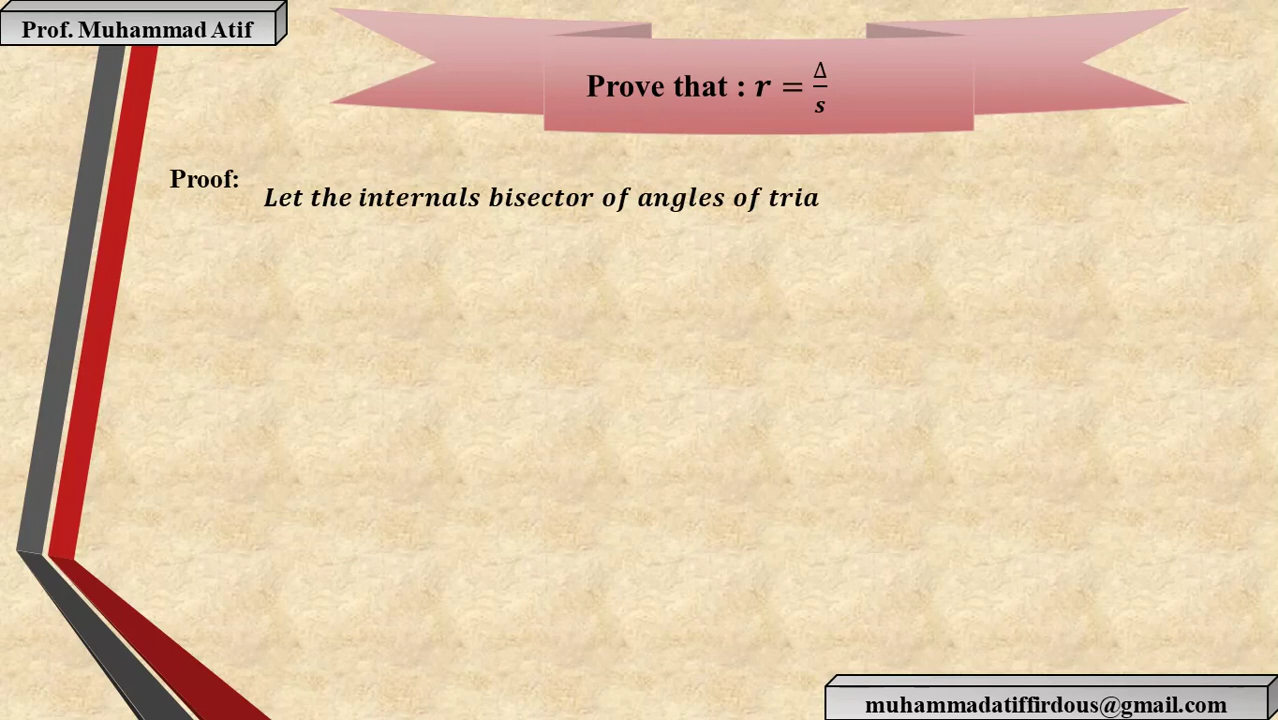 Prof. Muhammad Atif
Prove that : r = Δ/s
Proof:
Let the internals bisector of angles of tria
muhammadatiffirdous@gmail.com